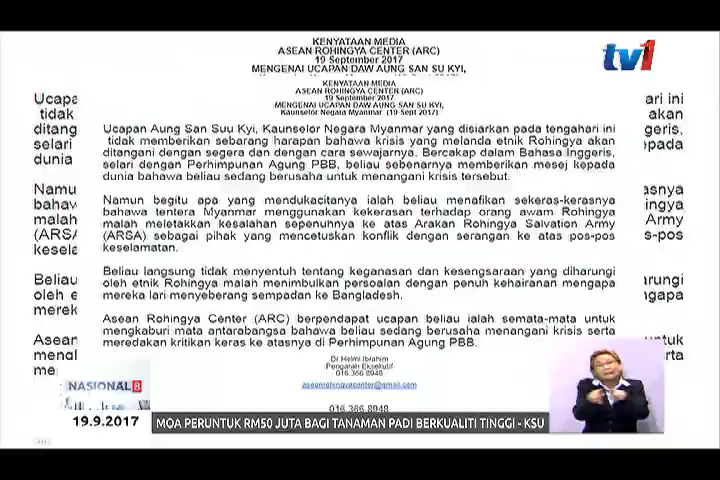 KENYATAAN MEDIA
ASEAN ROHINGYA CENTER (ARC)
19 September 2017
MENGENAI UCAPAN DAW AUNG SAN SU KYI,
tv1
KENYATAAN MEDIA
ASEAN ROHINGYA CENTER (ARC)
19 September 2017
MENGENAI UCAPAN DAW AUNG SAN SU KYI,
Kaunselor Negara Myanmar (19 Sept 2017)
Ucapan Aung San Suu Kyi, Kaunselor Negara Myanmar yang disiarkan pada tengahari ini
tidak memberikan sebarang harapan bahawa krisis yang melanda etnik Rohingya akan
ditangani dengan segera dan dengan cara sewajarnya. Bercakap dalam Bahasa Inggeris,
selari dengan Perhimpunan Agung PBB, beliau sebenarnya memberikan mesej kepada
dunia bahawa beliau sedang berusaha untuk menangani krisis tersebut.
Namun begitu apa yang mendukacitanya ialah beliau menafikan sekeras-kerasnya
bahawa tentera Myanmar menggunakan kekerasan terhadap orang awam Rohingya
malah meletakkan kesalahan sepenuhnya ke atas Arakan Rohingya Salvation Army
(ARSA) sebagai pihak yang mencetuskan konflik dengan serangan ke atas pos-pos
keselamatan.
Beliau langsung tidak menyentuh tentang keganasan dan kesengsaraan yang diharungi
oleh etnik Rohingya malah menimbulkan persoalan dengan penuh kehairanan mengapa
mereka lari menyeberang sempadan ke Bangladesh.
Asean Rohingya Center (ARC) berpendapat ucapan beliau ialah semata-mata untuk
mengkaburi mata antarabangsa bahawa beliau sedang berusaha menangani krisis serta
meredakan kritikan keras ke atasnya di Perhimpunan Agung PBB.
Dr Helmi Ibrahim
Pengarah Eksekutif
016 366 8948
aseanrohingyacenter@gmail.com
016 366 8948
NASIONAL 8
19.9.2017
MOA PERUNTUK RM50 JUTA BAGI TANAMAN PADI BERKUALITI TINGGI - KSU